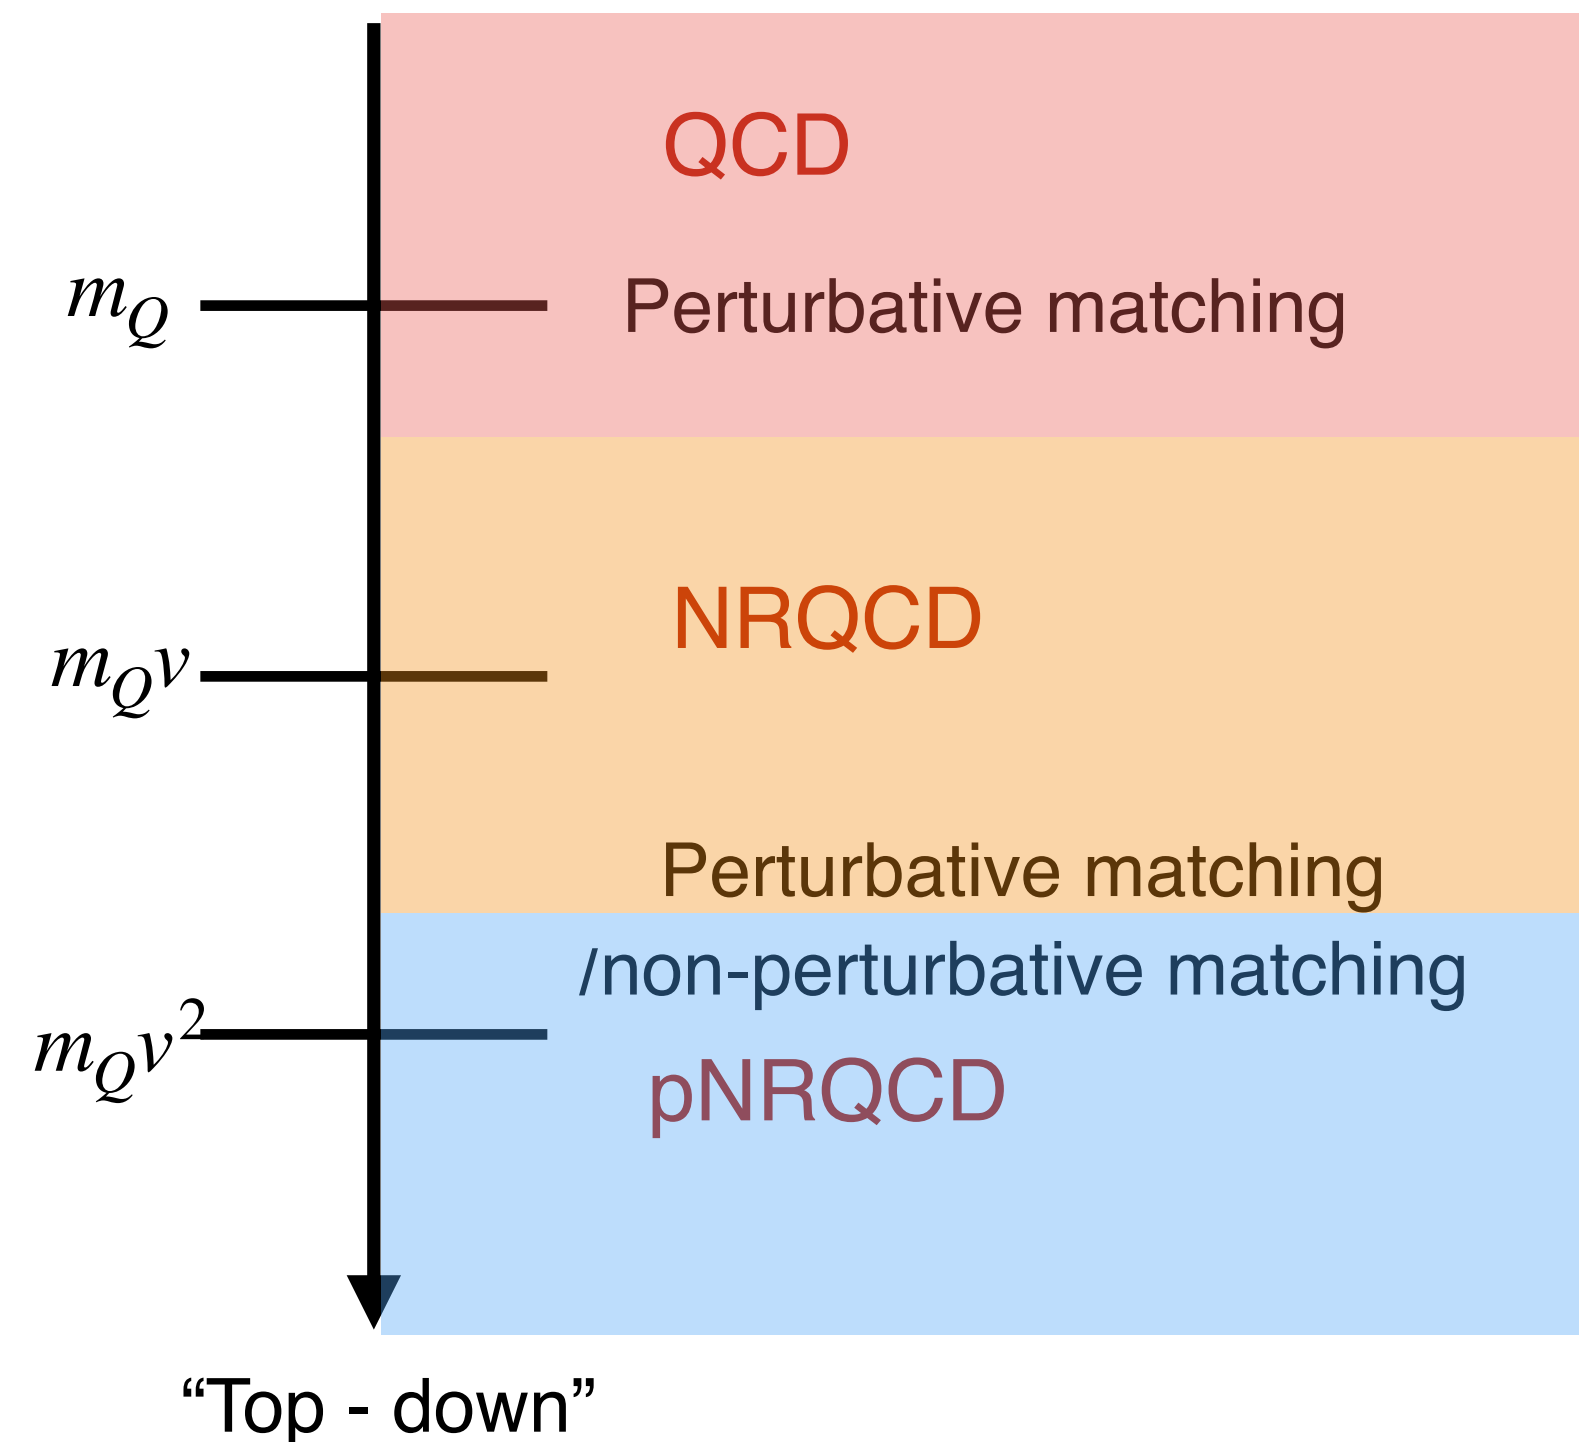 QCD
m_Q
Perturbative matching
NRQCD
m_Q v
Perturbative matching
/non-perturbative matching
m_Q v^2
pNRQCD
“Top - down”